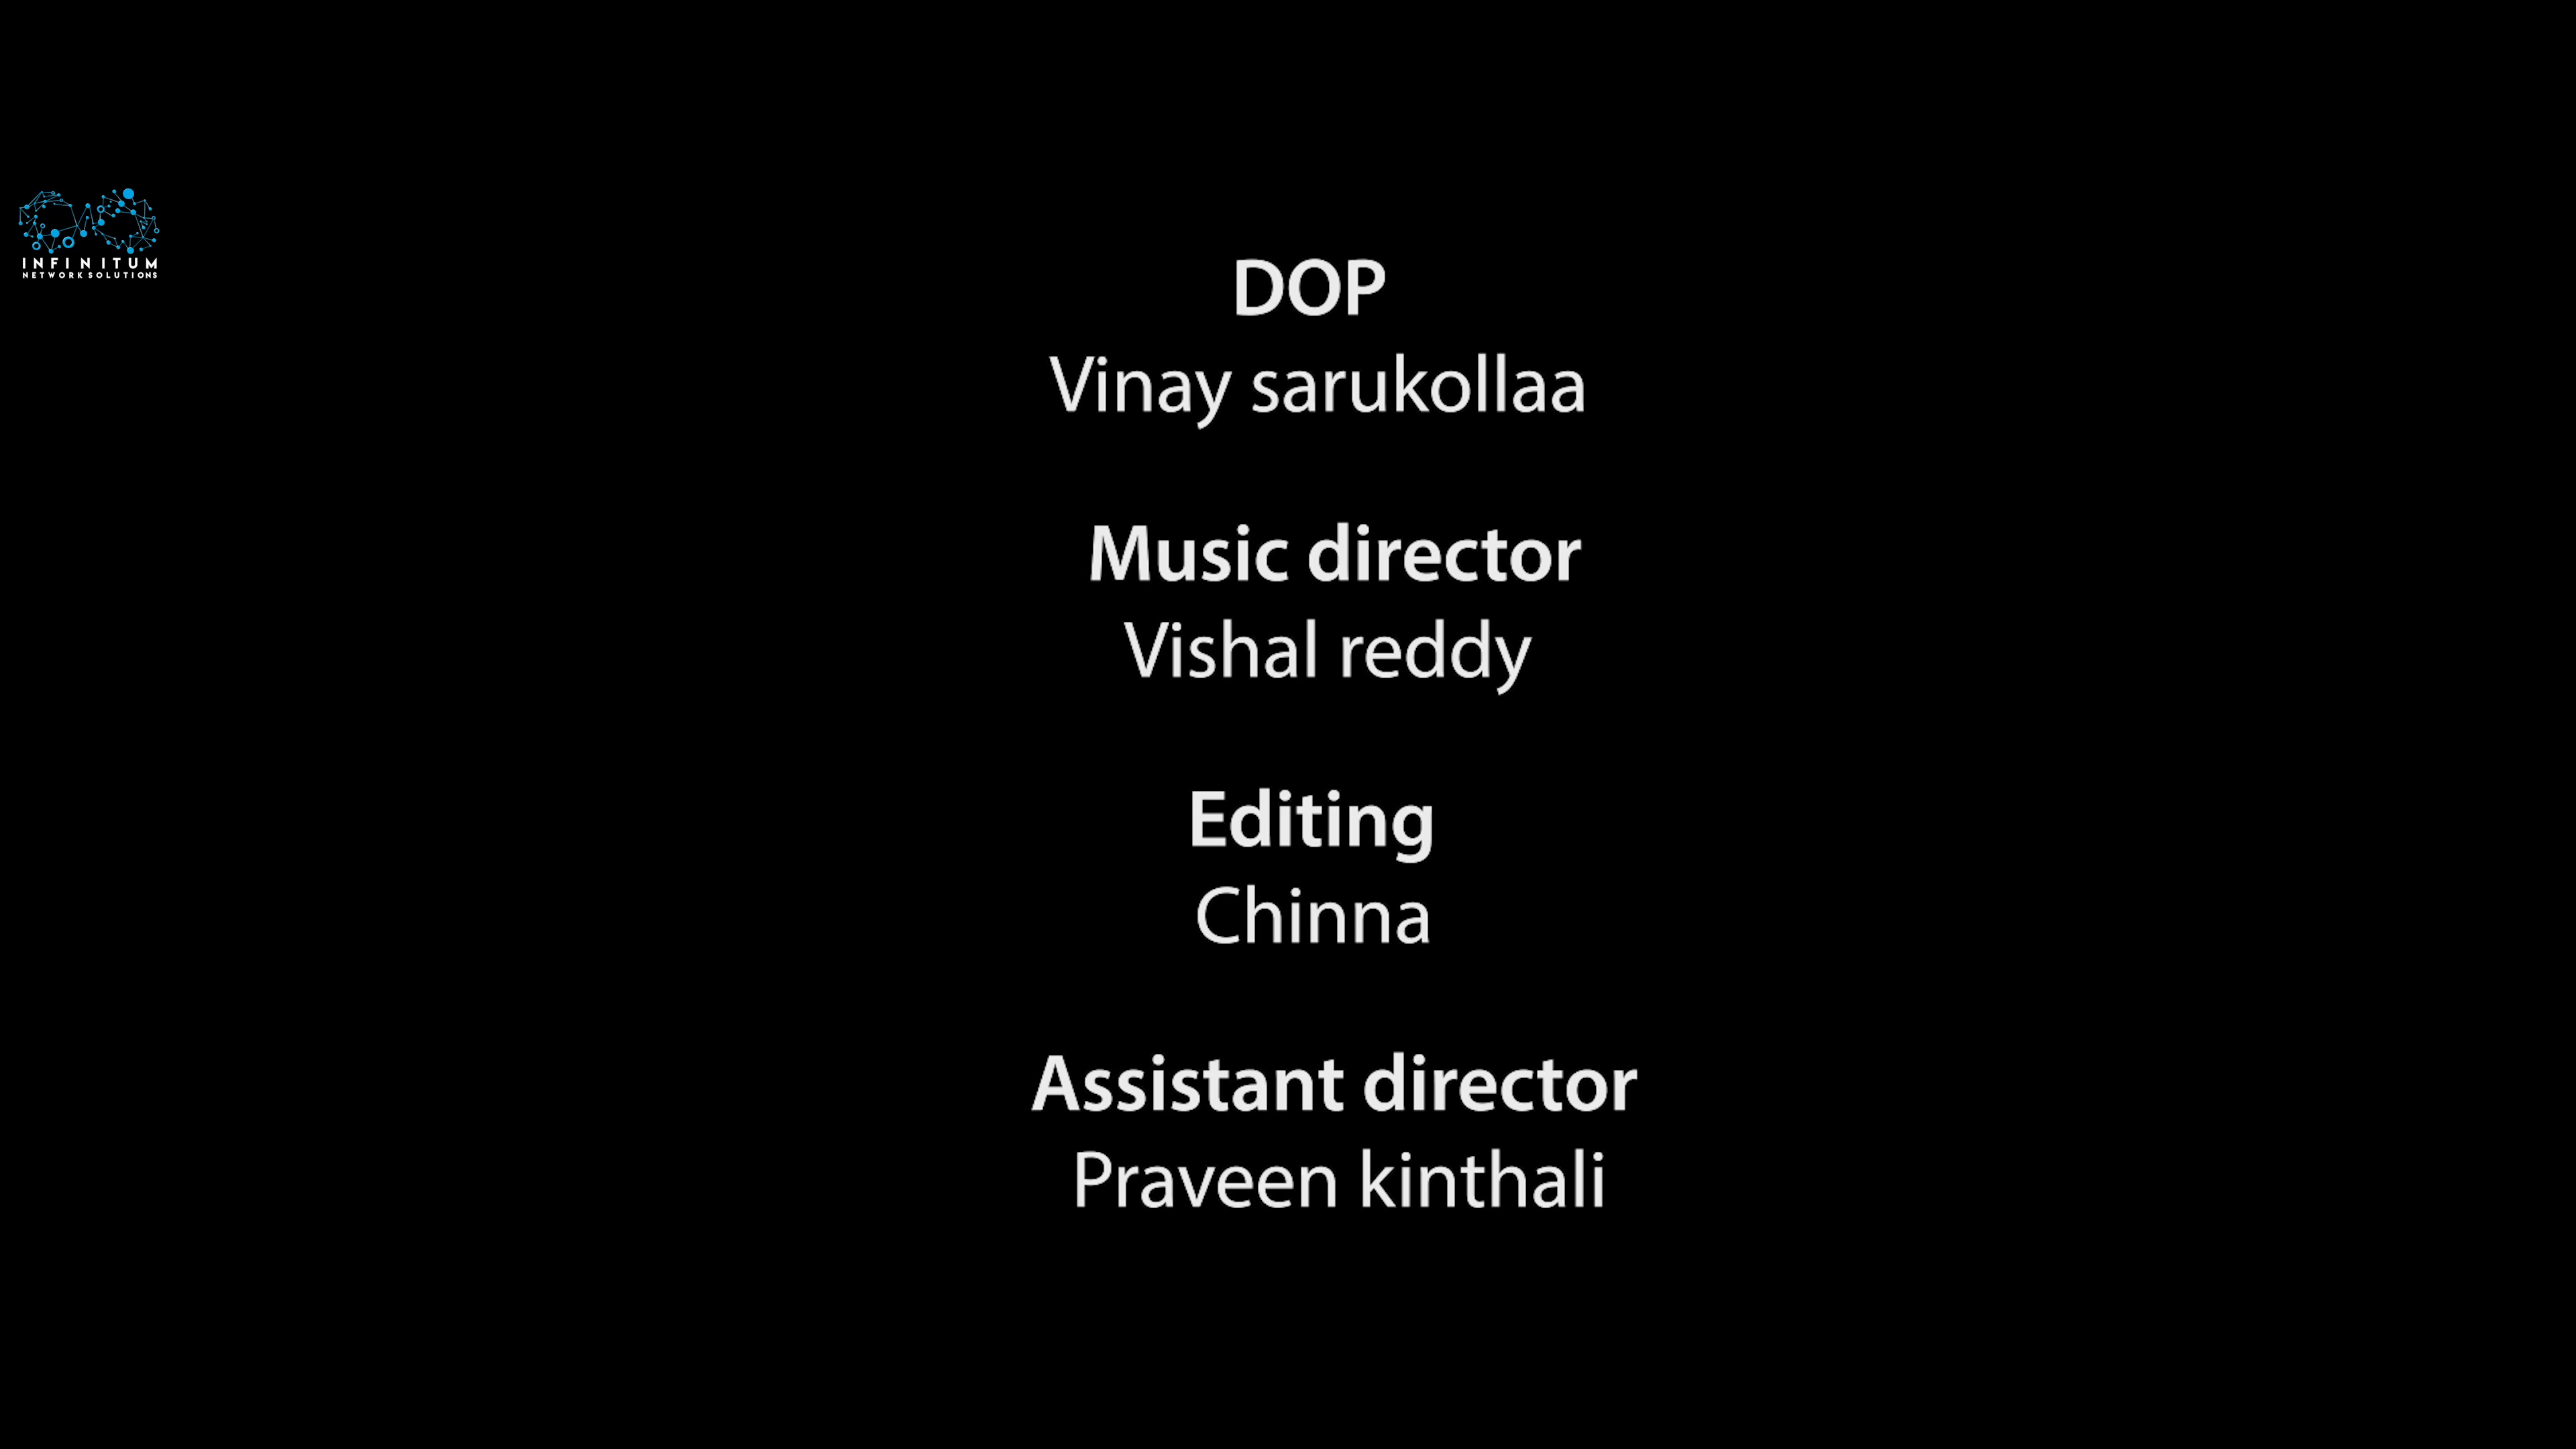 INFINITUM
NETWORK SOLUTIONS
DOP
Vinay sarukollaa
Music director
Vishal reddy
Editing
Chinna
Assistant director
Praveen kinthali